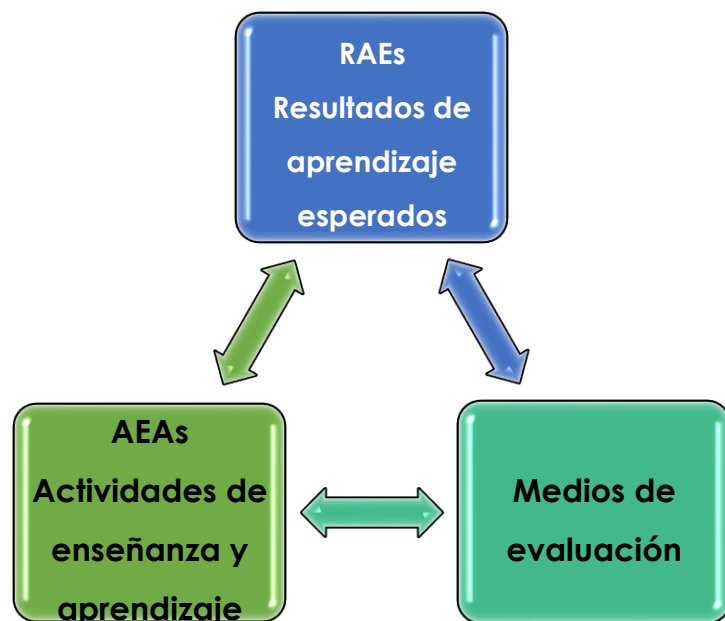 RAEs
Resultados de
aprendizaje
esperados
AEAs
Actividades de
enseñanza y
aprendizaje
Medios de
evaluación